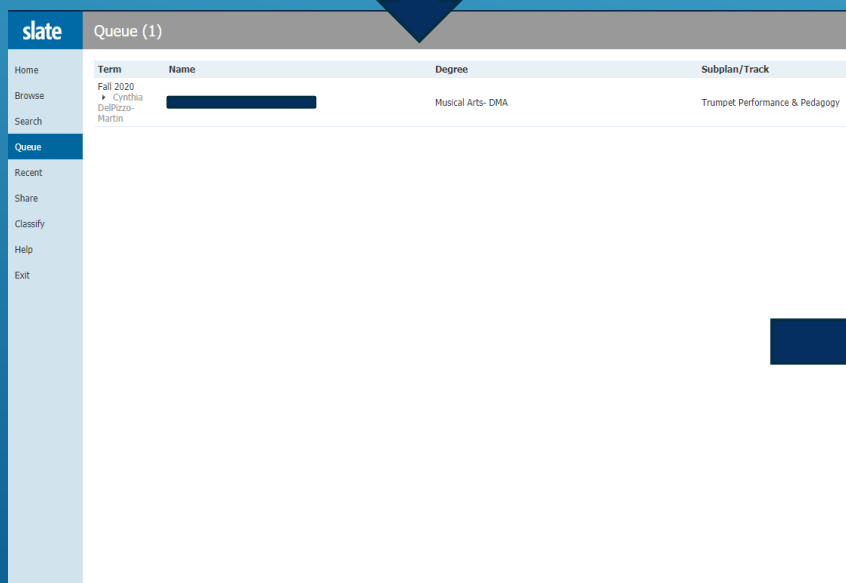 slate
Queue (1)
Home
Browse
Search
Queue
Recent
Share
Classify
Help
Exit
Term Name Degree Subplan/Track
Fall 2020
Cynthia
DelPizzo-
Martin
Musical Arts- DMA
Trumpet Performance & Pedagogy